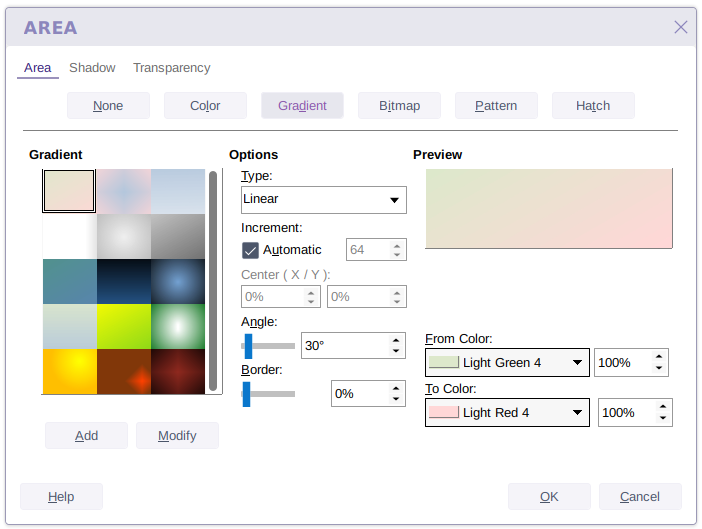 AREA
Area Shadow Transparency
None Color Gradient Bitmap Pattern Hatch
Gradient
Options
Type:
Linear
Increment:
Automatic 64
Center ( X / Y ):
0% 0%
Angle:
30°
Border:
0%
Preview
From Color:
Light Green 4 100%
To Color:
Light Red 4 100%
Add Modify
Help OK Cancel